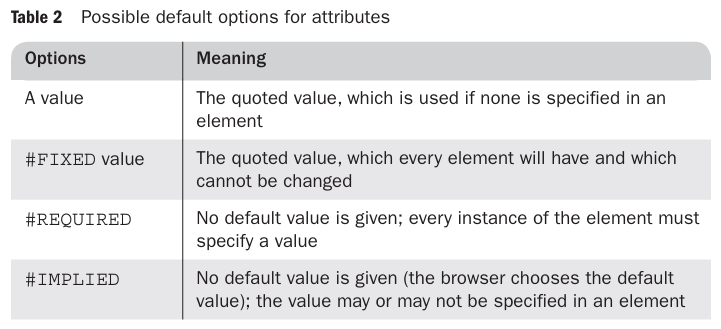 Table 2 Possible default options for attributes
Options Meaning
A value The quoted value, which is used if none is specified in an
element
#FIXED value The quoted value, which every element will have and which
cannot be changed
#REQUIRED No default value is given; every instance of the element must
specify a value
#IMPLIED No default value is given (the browser chooses the default
value); the value may or may not be specified in an element